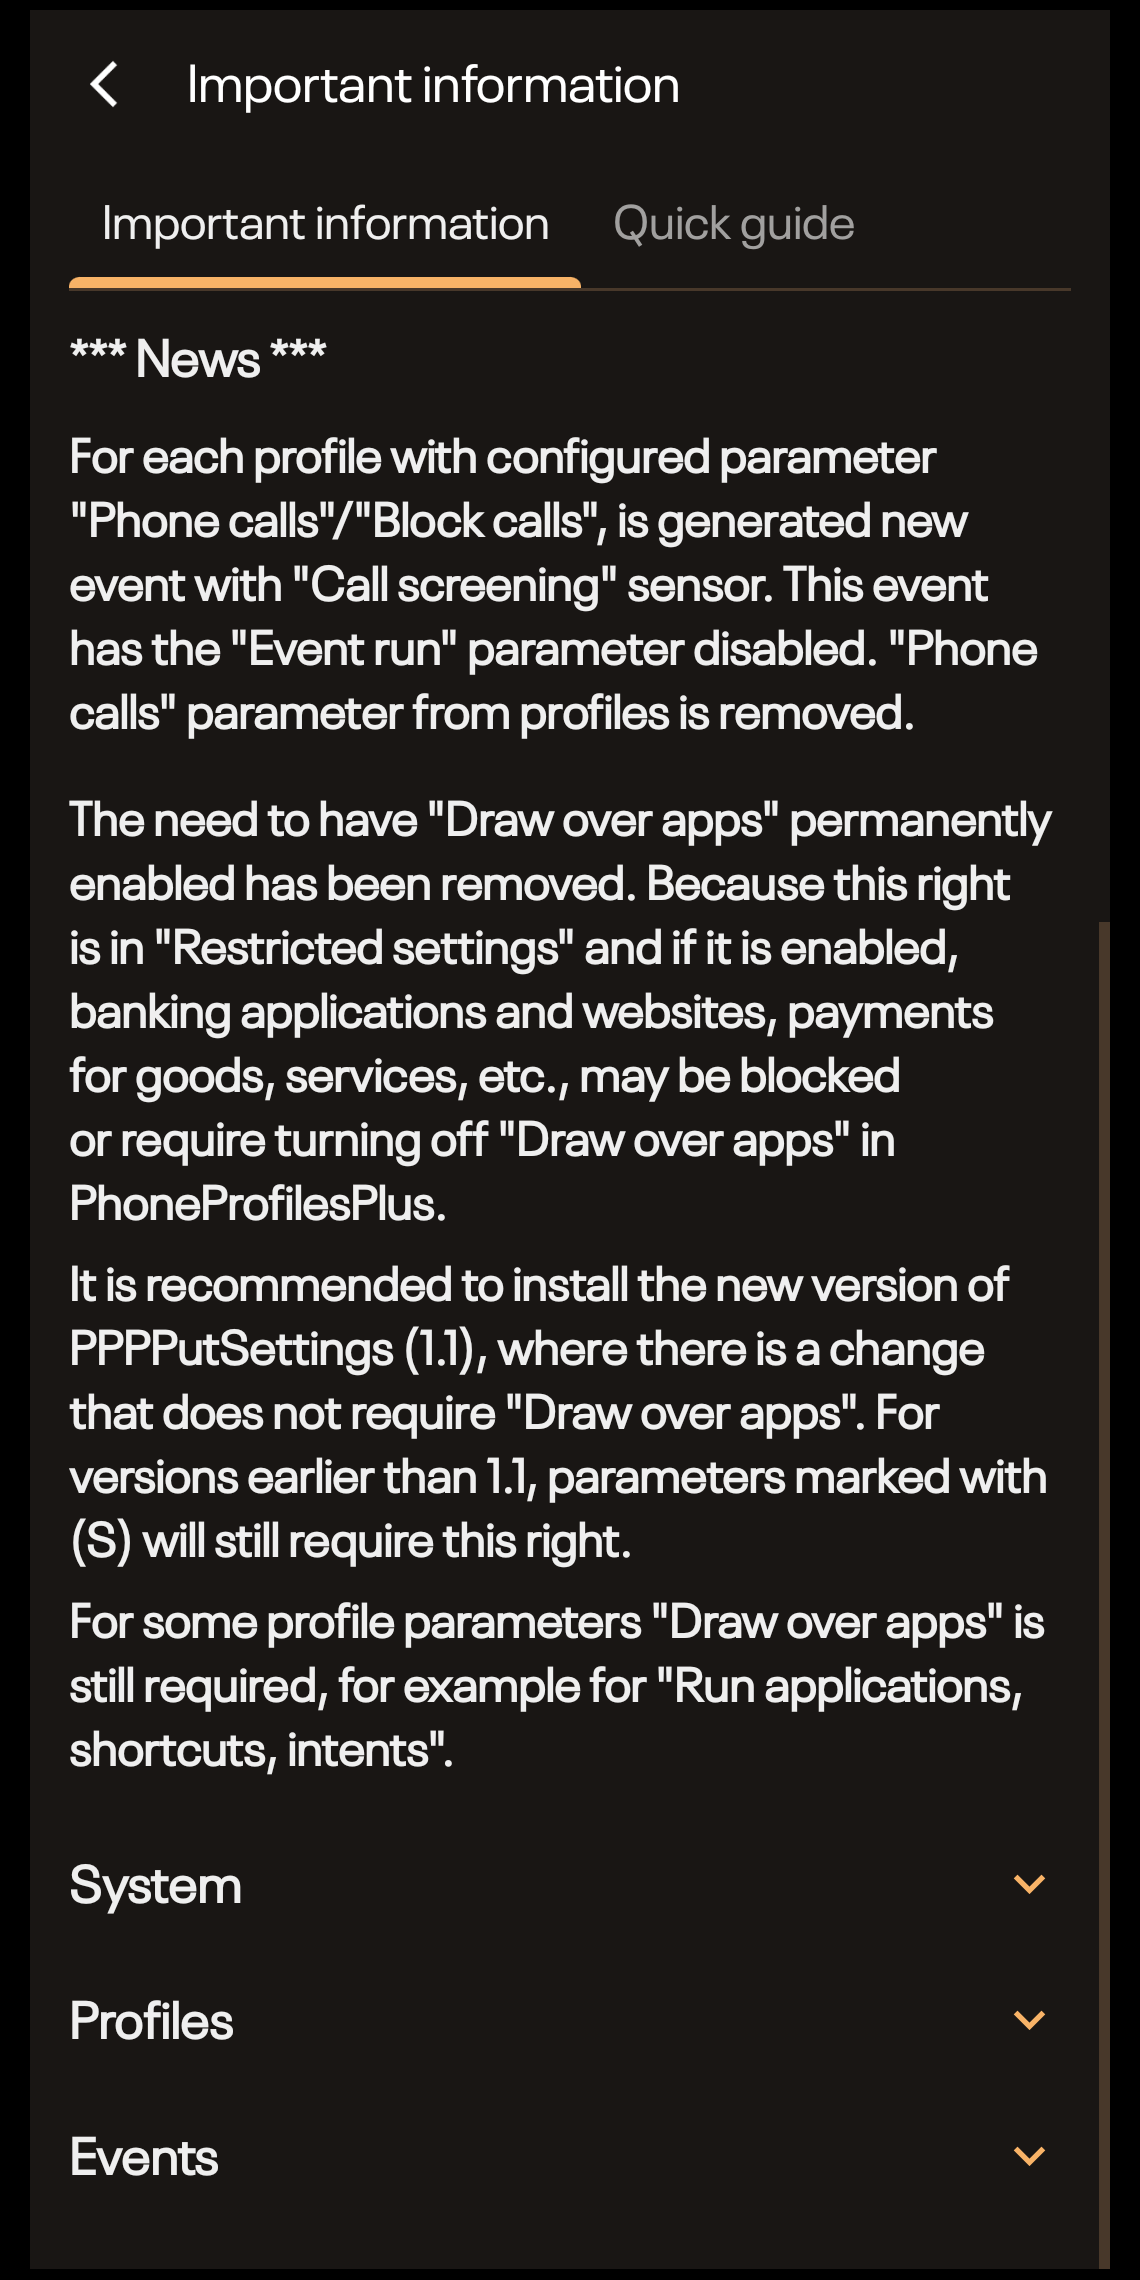 Important information
Important information
Quick guide
*** News ***
For each profile with configured parameter
"Phone calls"/"Block calls", is generated new
event with "Call screening" sensor. This event
has the "Event run" parameter disabled. "Phone
calls" parameter from profiles is removed.
The need to have "Draw over apps" permanently
enabled has been removed. Because this right
is in "Restricted settings" and if it is enabled,
banking applications and websites, payments
for goods, services, etc., may be blocked
or require turning off "Draw over apps" in
PhoneProfilesPlus.
It is recommended to install the new version of
PPPPutSettings (1.1), where there is a change
that does not require "Draw over apps". For
versions earlier than 1.1, parameters marked with
(S) will still require this right.
For some profile parameters "Draw over apps" is
still required, for example for "Run applications,
shortcuts, intents".
System
Profiles
Events